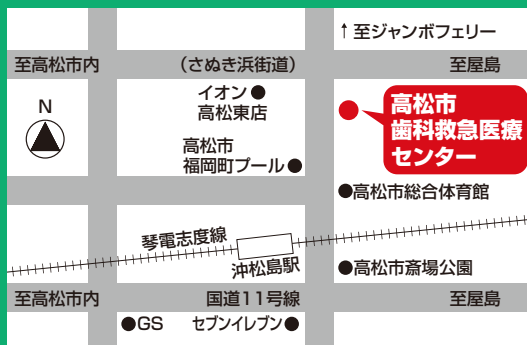 ↑至ジャンボフェリー
至高松市内
(さぬき浜街道)
至屋島
イオン●
高松東店
高松市
歯科救急医療
センター
N
高松市
福岡町プール●
●高松市総合体育館
琴電志度線
沖松島駅
●高松市斎場公園
至高松市内
国道11号線
至屋島
●GS
セブンイレブン●